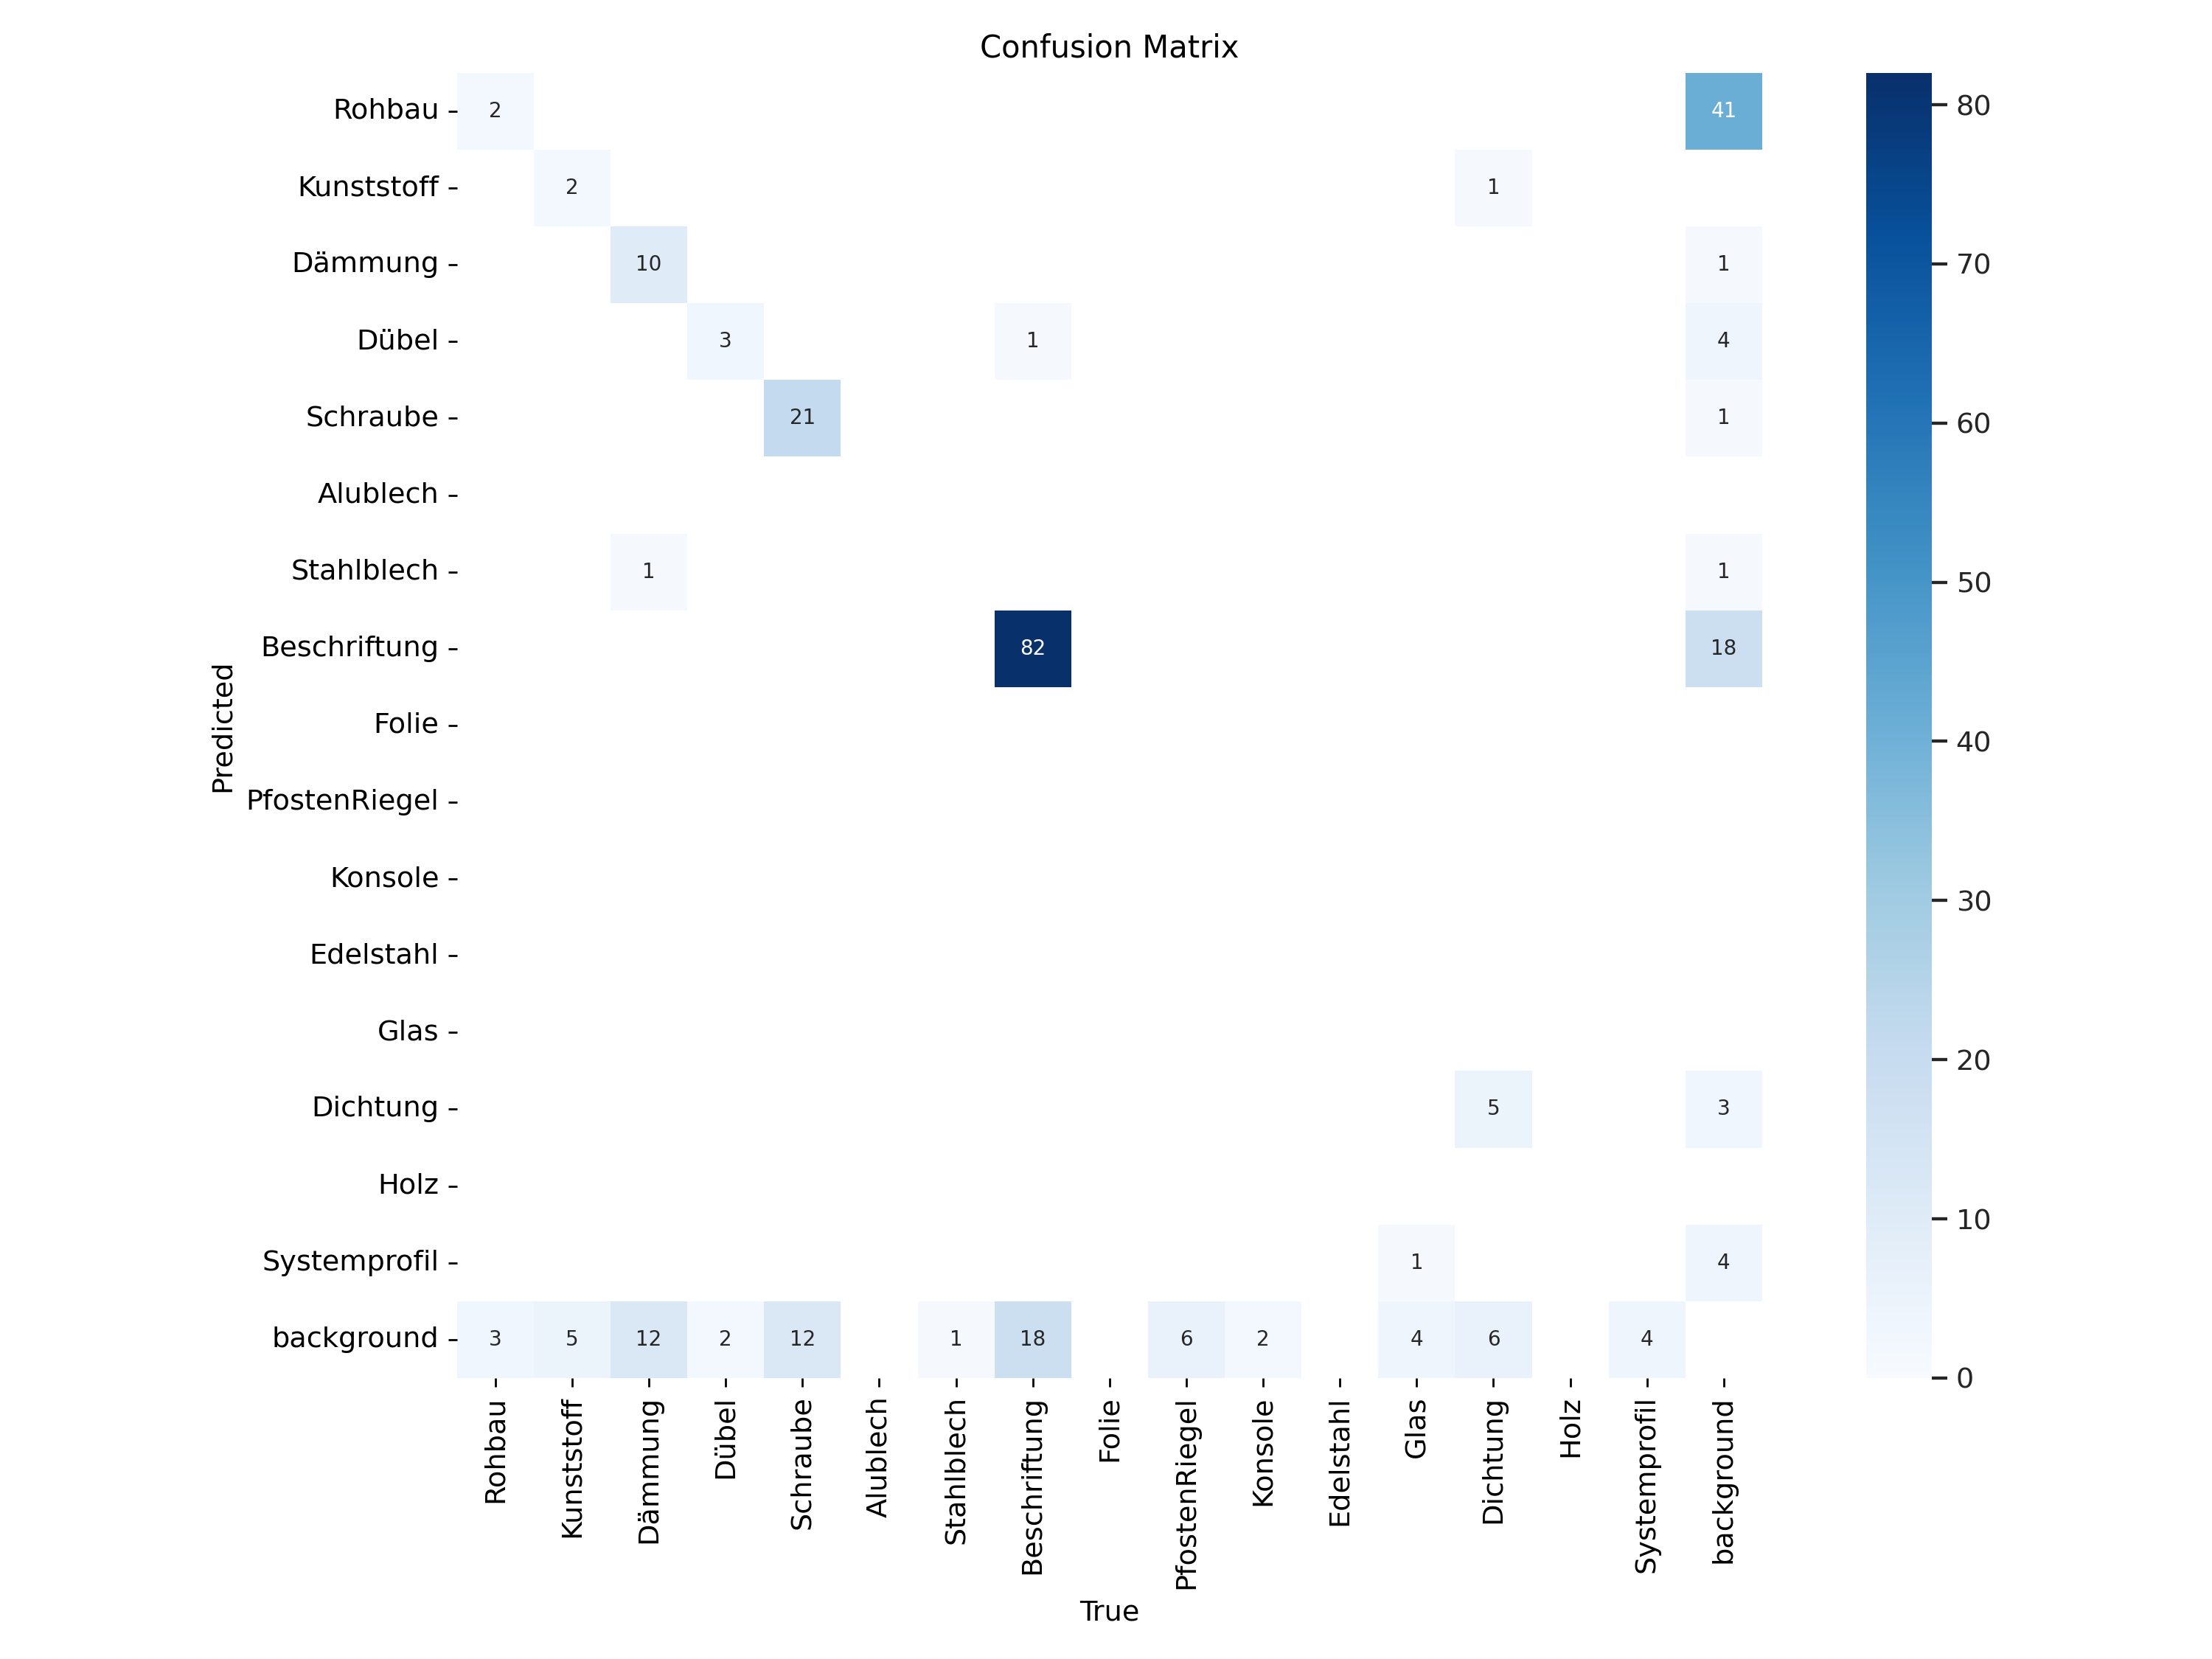 Confusion Matrix
Rohbau
2
41
80
Kunststoff
2
1
Dämmung
10
1
70
Dübel
3
1
4
Schraube
21
1
60
Alublech
Stahlblech
1
1
50
Beschriftung
82
18
Predicted
Folie
40
PfostenRiegel
Konsole
30
Edelstahl
Glas
20
Dichtung
5
3
Holz
10
Systemprofil
1
4
background
3
5
12
2
12
1
18
6
2
4
6
4
0
Rohbau
Kunststoff
Dämmung
Dübel
Schraube
Alublech
Stahlblech
Beschriftung
Folie
PfostenRiegel
Konsole
Edelstahl
Glas
Dichtung
Holz
Systemprofil
background
True